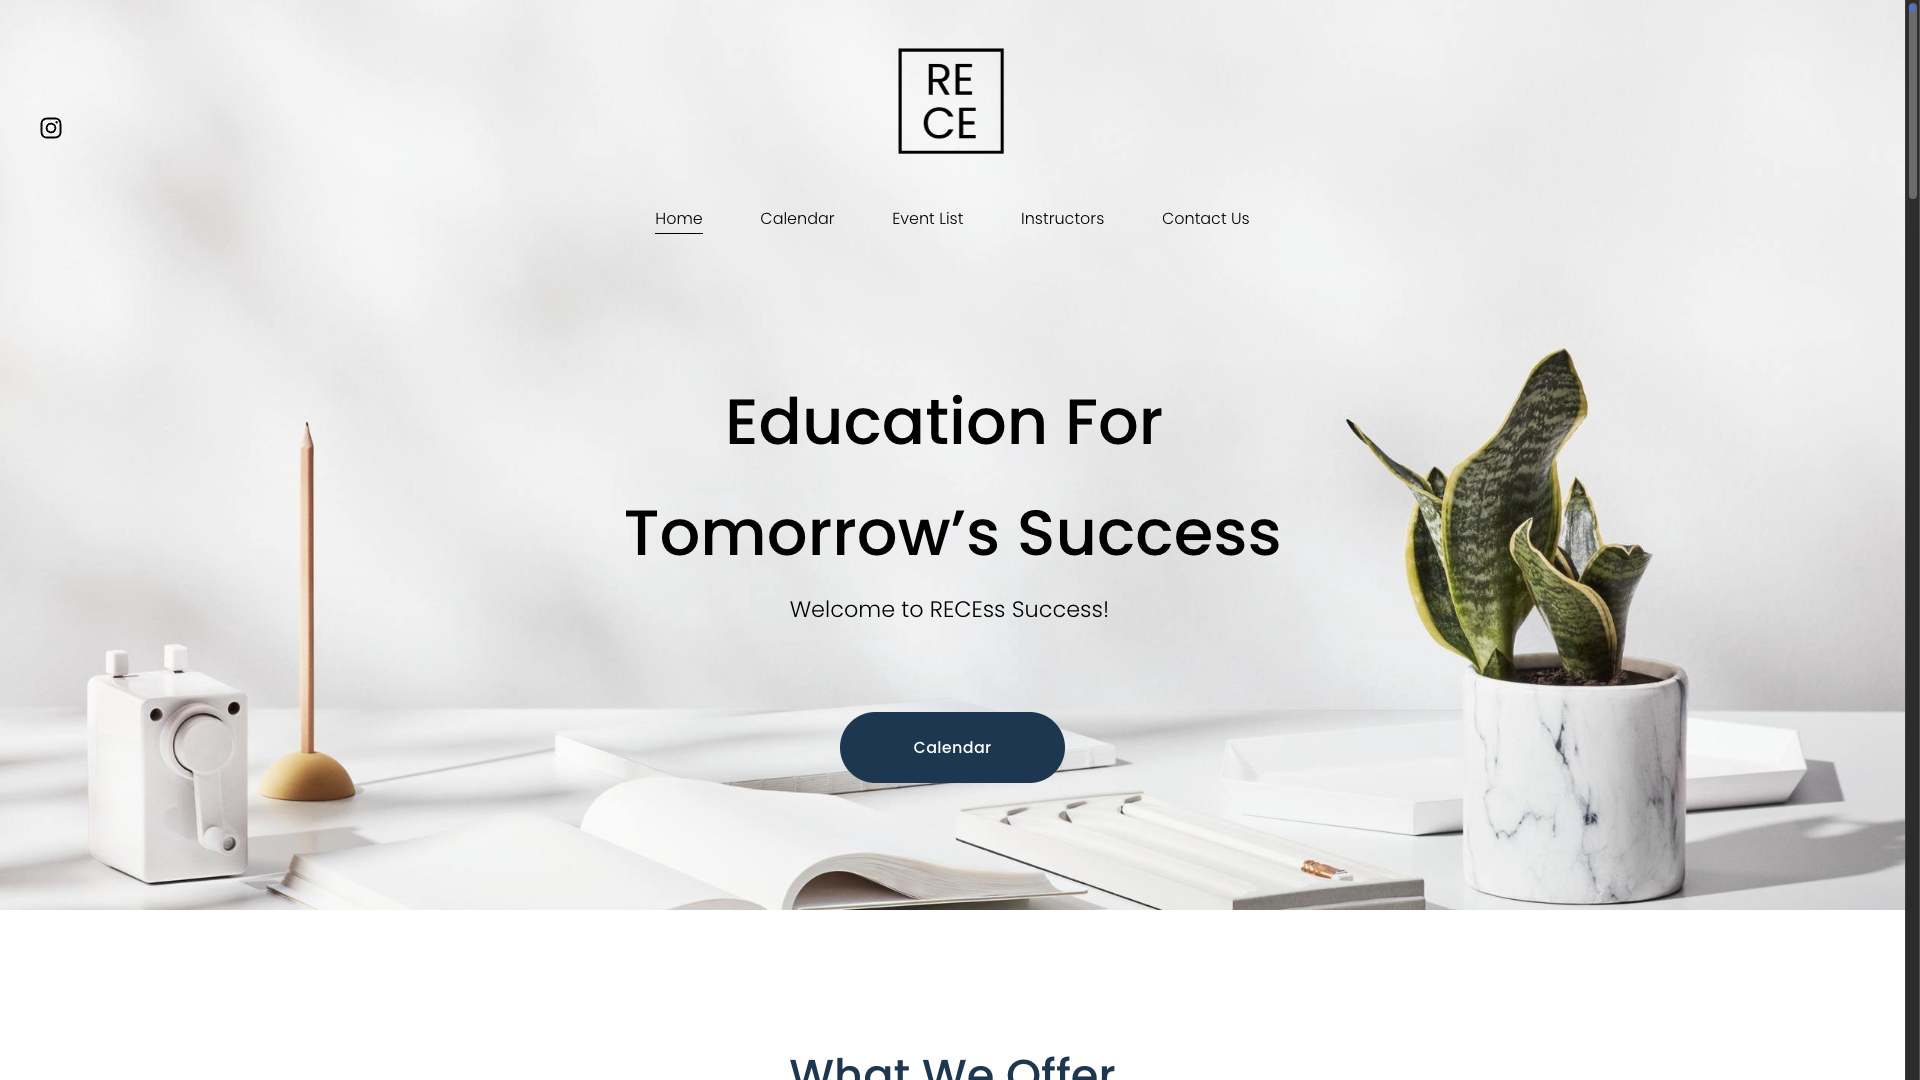 RE
CE
Home Calendar Event List Instructors Contact Us
Education For
Tomorrow’s Success
Welcome to RECEss Success!
Calendar
What We Offer